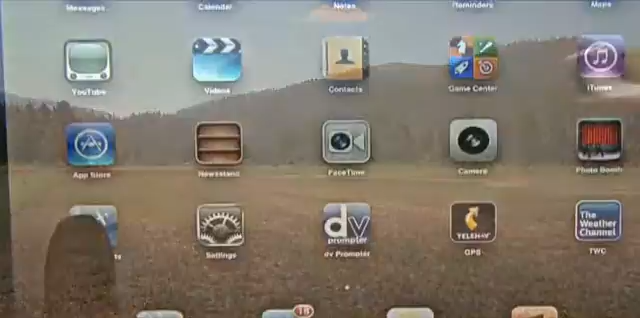 Messages
Calendar
Notes
Reminders
Maps
YouTube
Videos
Contacts
Game Center
iTunes
App Store
Newsstand
FaceTime
Camera
Photo Booth
Settings
dv
prompter
dv Prompter
TELENAV
GPS
The
Weather
Channel
TWC